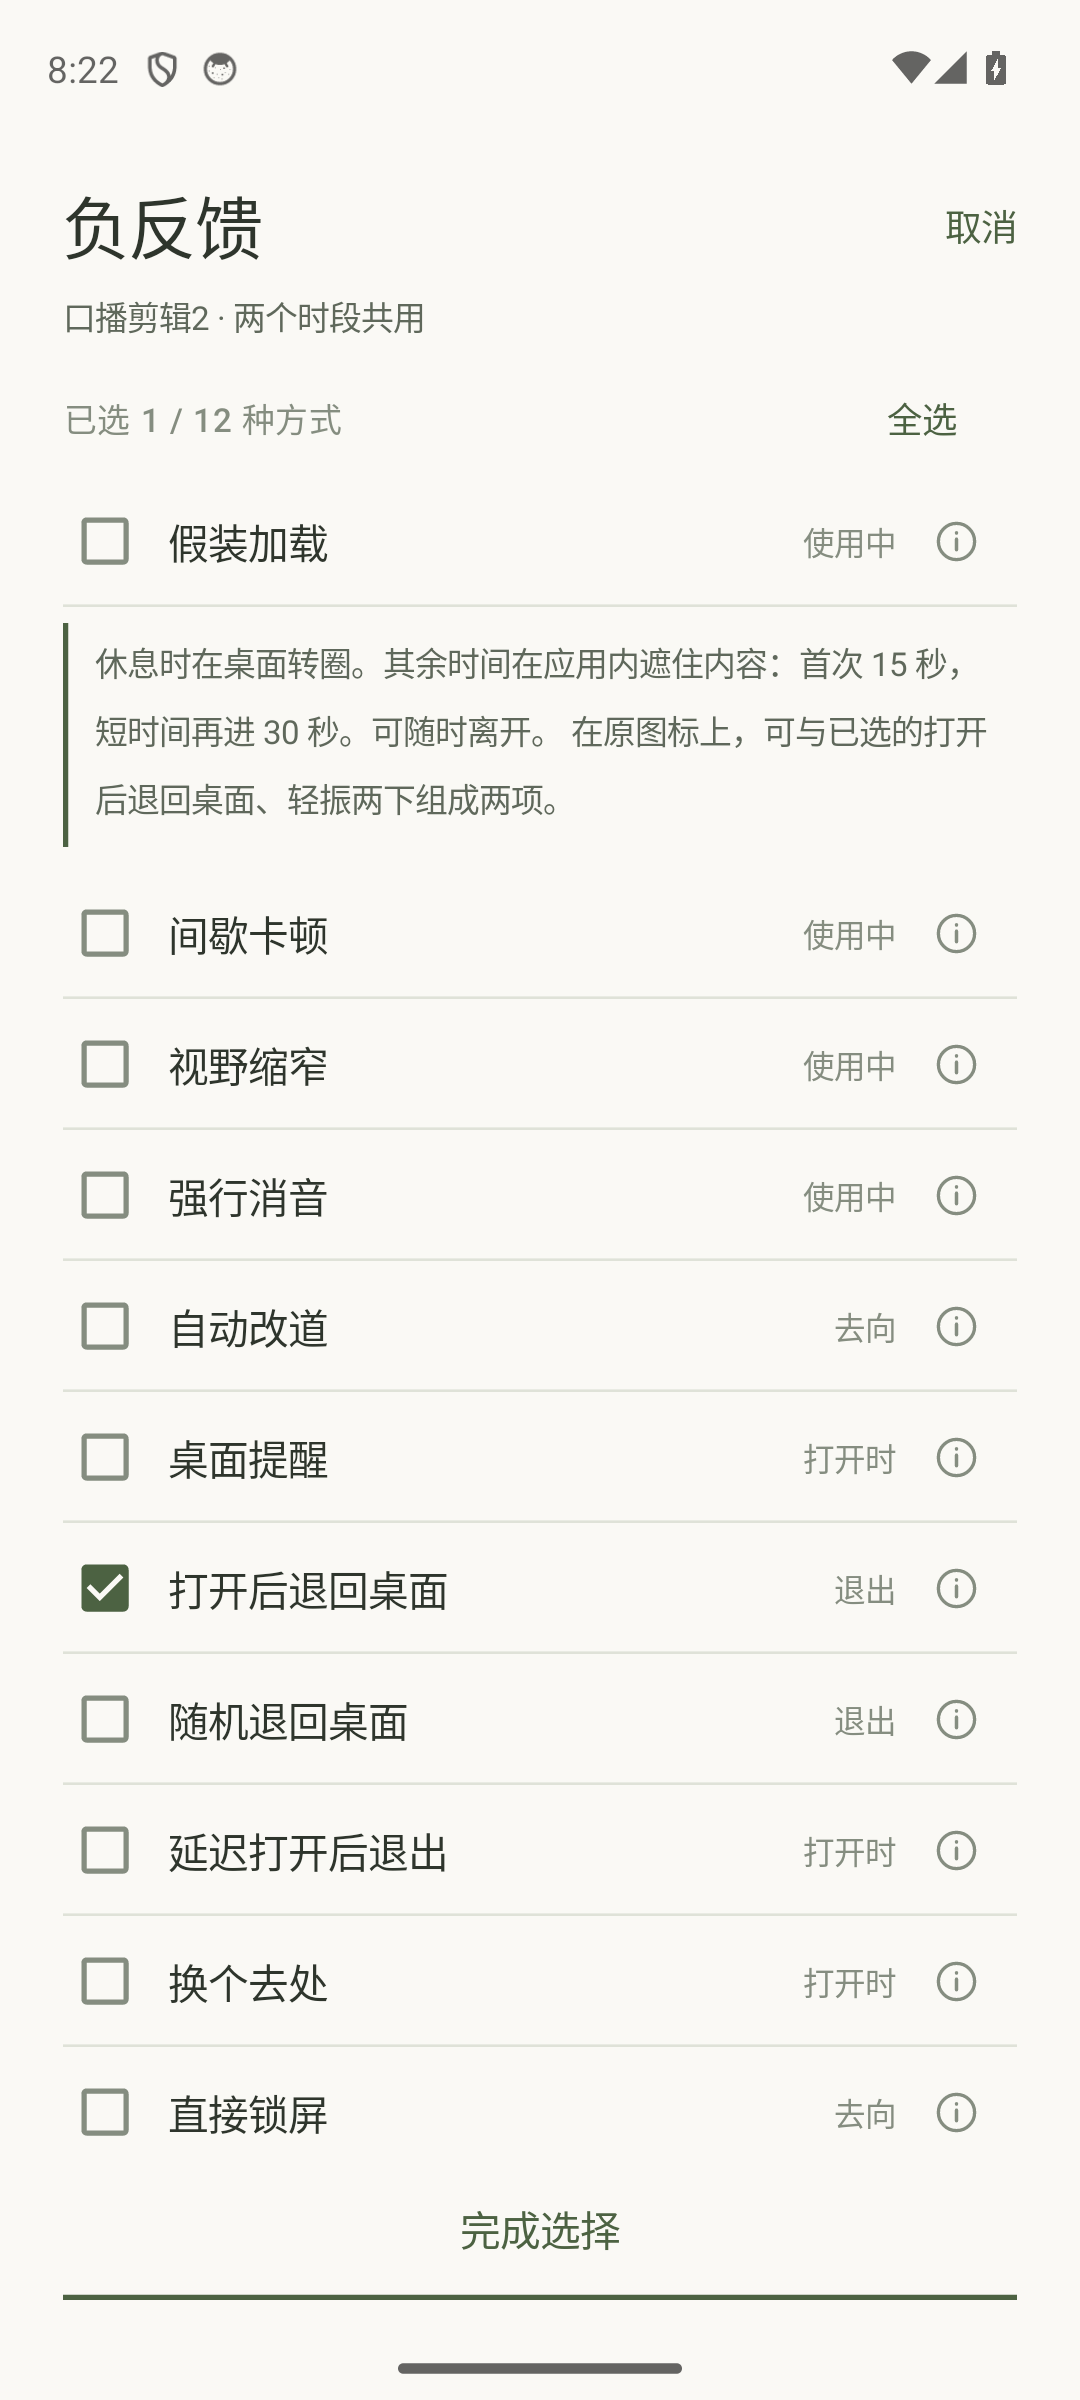 8:22
负反馈
取消
口播剪辑2 · 两个时段共用
已选 1 / 12 种方式
全选
假装加载
使用中
休息时在桌面转圈。其余时间在应用内遮住内容：首次 15 秒，
短时间再进 30 秒。可随时离开。 在原图标上，可与已选的打开
后退回桌面、轻振两下组成两项。
间歇卡顿
使用中
视野缩窄
使用中
强行消音
使用中
自动改道
去向
桌面提醒
打开时
打开后退回桌面
退出
随机退回桌面
退出
延迟打开后退出
打开时
换个去处
打开时
直接锁屏
去向
完成选择